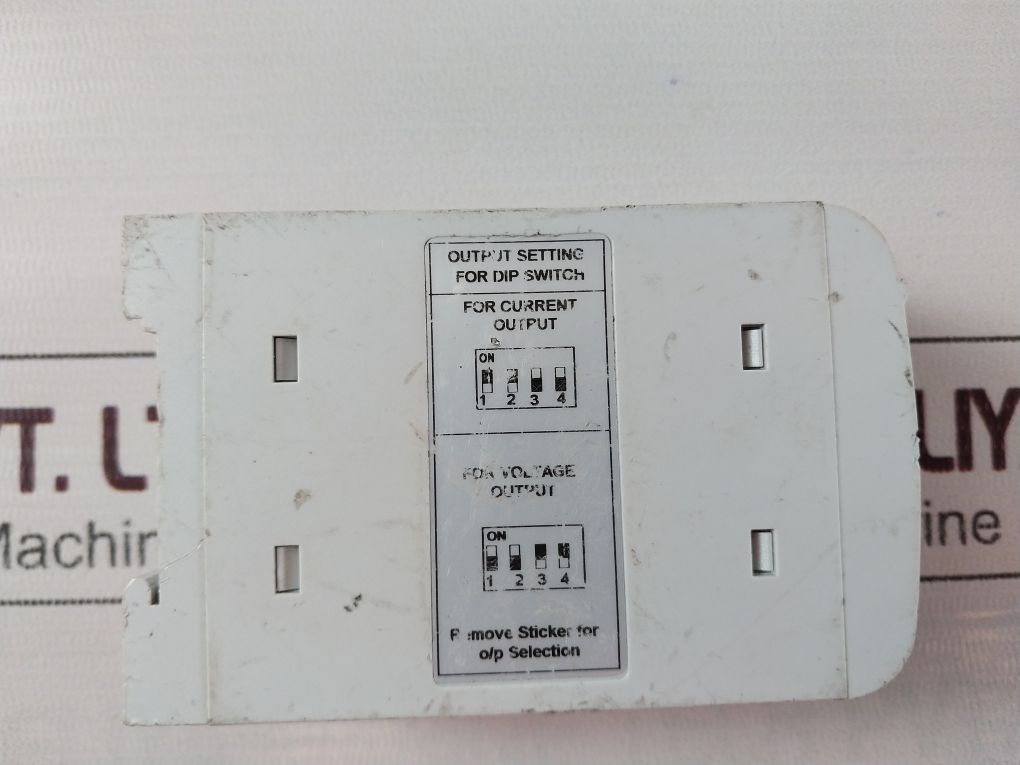 OUTPUT SETTING
FOR DIP SWITCH
FOR CURRENT
OUTPUT
ON
1 2 3 4
FOR VOLTAGE
OUTPUT
ON
1 2 3 4
Remove Sticker for
o/p Selection
T. L
LIY
Machin
ine